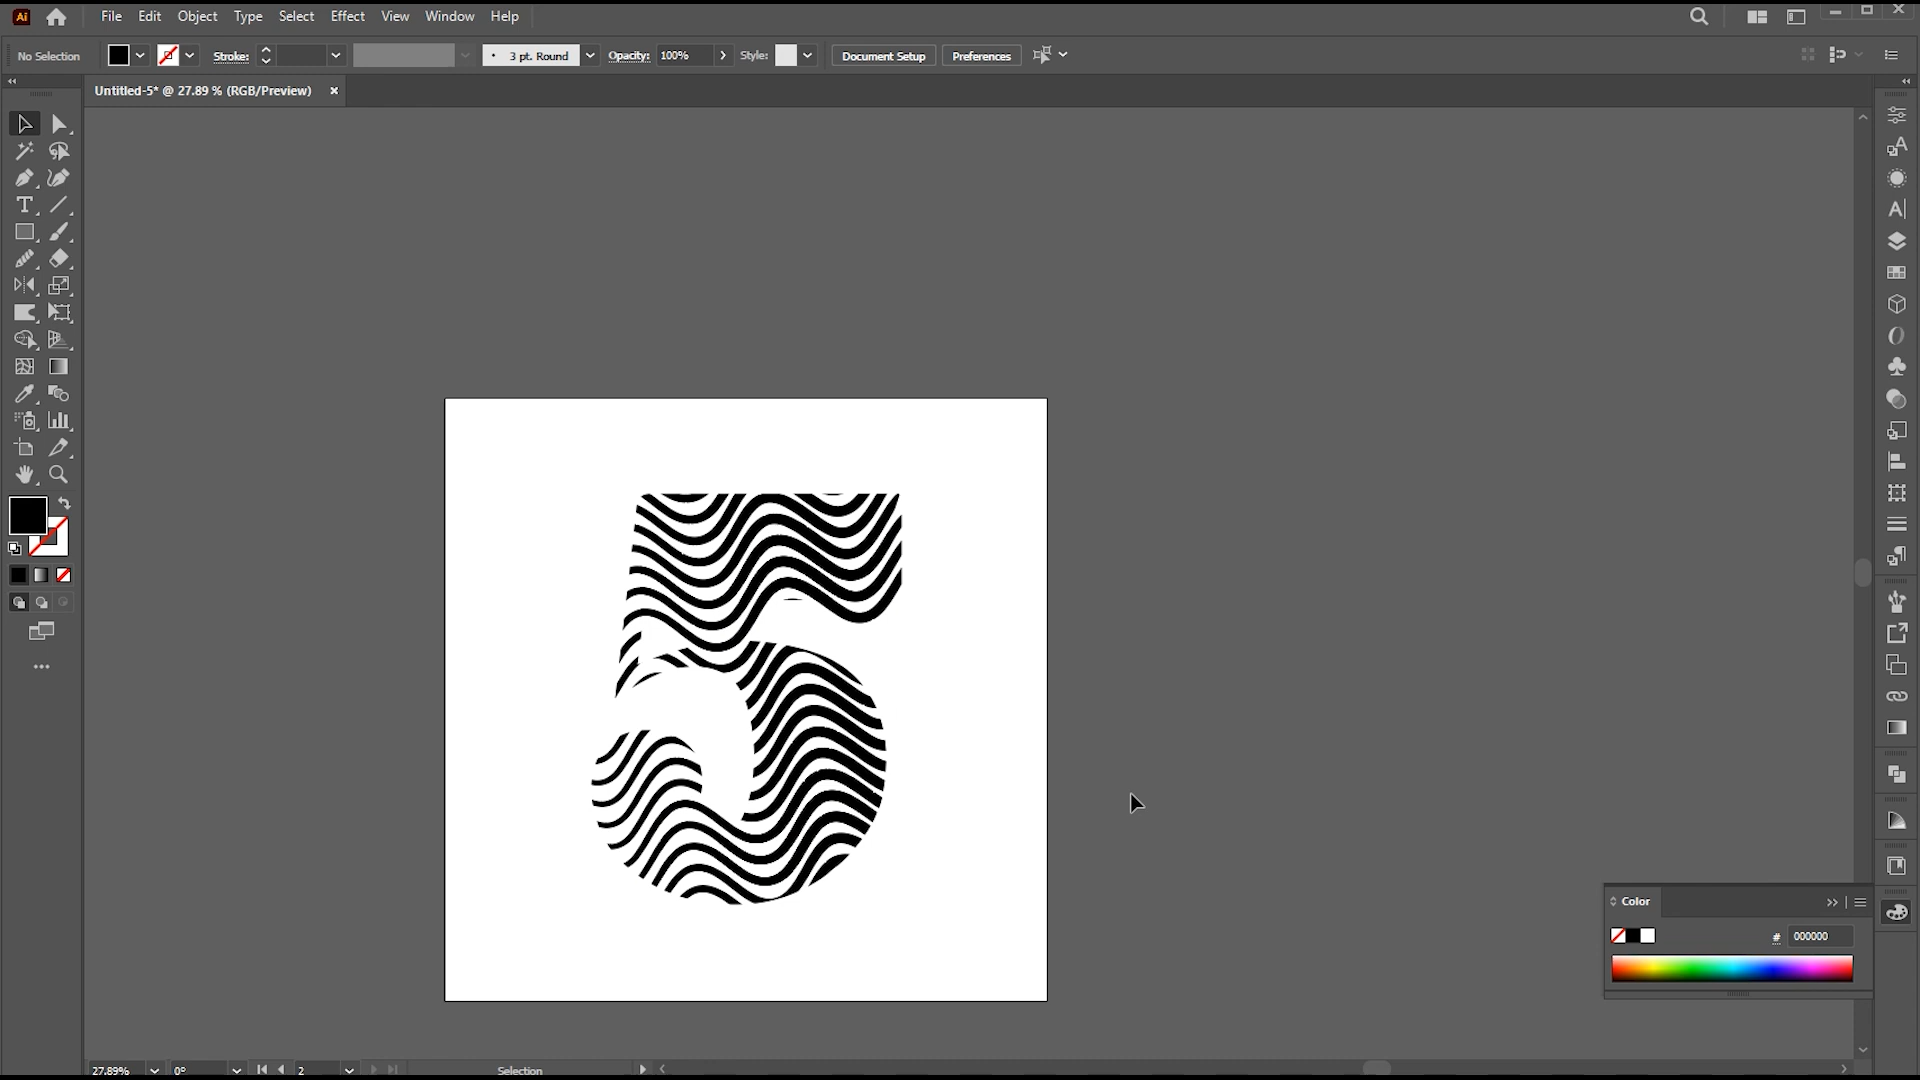 Ai File Edit Object Type Select Effect View Window Help
No Selection Stroke: 3 pt. Round Opacity: 100% Style: Document Setup Preferences
Untitled-5* @ 27.89 % (RGB/Preview) ×
5
Color
# 000000
27.89% 0° 2 Selection